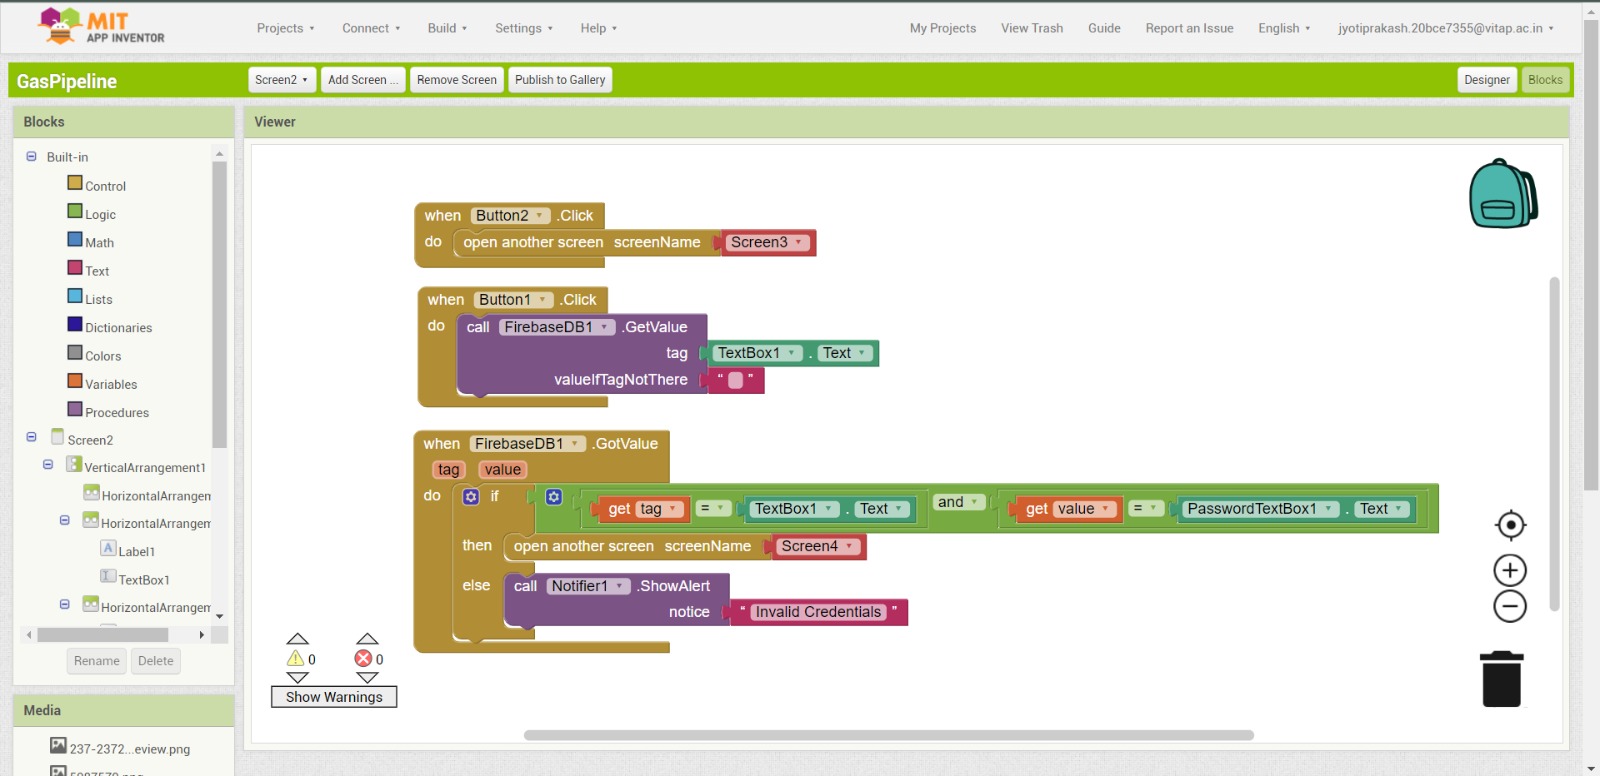 MIT
APP INVENTOR
Projects Connect Build Settings Help My Projects View Trash Guide Report an Issue English jyotiprakash.20bce7355@vitap.ac.in
GasPipeline Screen2 Add Screen ... Remove Screen Publish to Gallery Designer Blocks
Blocks
Built-in
Control
Logic
Math
Text
Lists
Dictionaries
Colors
Variables
Procedures
Screen2
VerticalArrangement1
HorizontalArrangem
HorizontalArrangem
A Label1
TextBox1
HorizontalArrangem
Rename Delete
Media
237-2372...eview.png
Viewer
when Button2 .Click
do open another screen screenName Screen3
when Button1 .Click
do call FirebaseDB1 .GetValue
tag TextBox1 . Text
valueIfTagNotThere “ ”
when FirebaseDB1 .GotValue
tag value
do if get tag = TextBox1 . Text and get value = PasswordTextBox1 . Text
then open another screen screenName Screen4
else call Notifier1 .ShowAlert
notice “ Invalid Credentials ”
0 0
Show Warnings